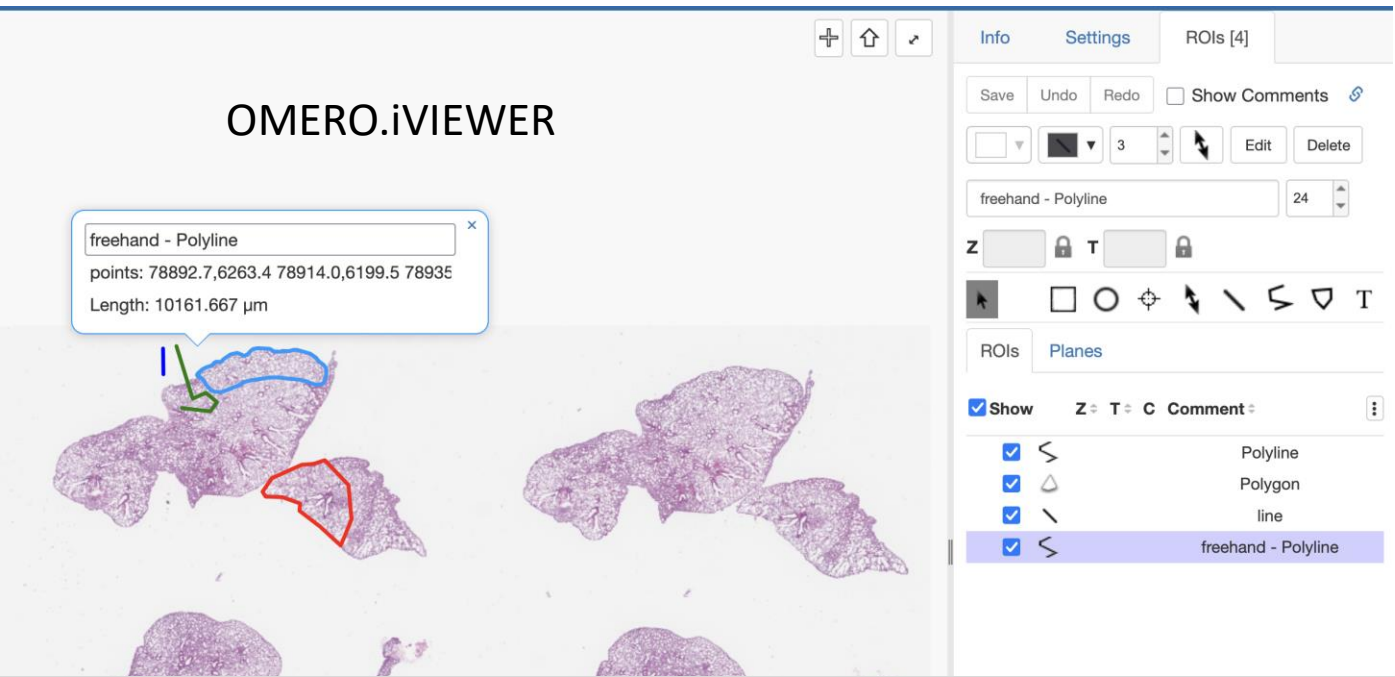 Info Settings ROIs [4]
Save Undo Redo Show Comments
OMERO.iVIEWER
3 Edit Delete
freehand - Polyline 24
Z T
freehand - Polyline
points: 78892.7,6263.4 78914.0,6199.5 78935
Length: 10161.667 µm
T
ROIs Planes
Show Z T C Comment
Polyline
Polygon
line
freehand - Polyline